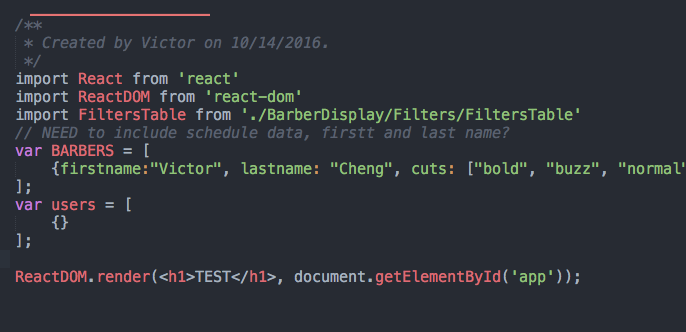 /**
 * Created by Victor on 10/14/2016.
 */
import React from 'react'
import ReactDOM from 'react-dom'
import FiltersTable from './BarberDisplay/Filters/FiltersTable'
// NEED to include schedule data, firstt and last name?
var BARBERS = [
    {firstname:"Victor", lastname: "Cheng", cuts: ["bold", "buzz", "normal"
];
var users = [
    {}
];
ReactDOM.render(<h1>TEST</h1>, document.getElementById('app'));